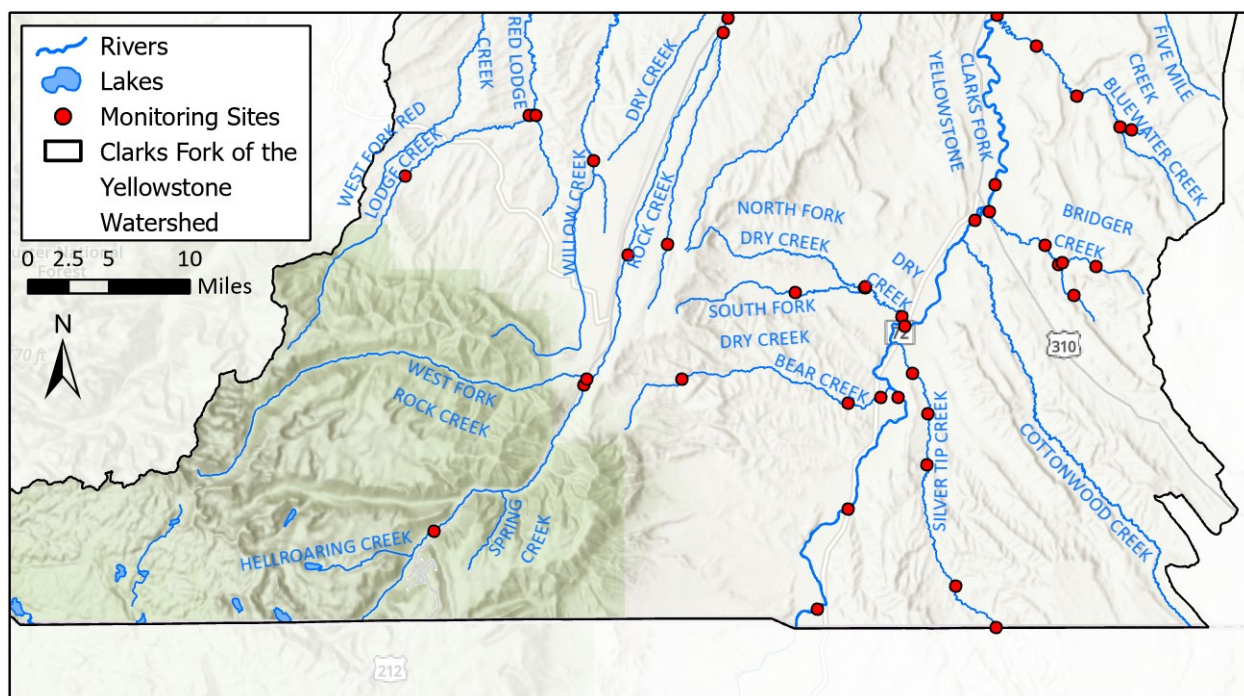 Rivers
Lakes
Monitoring Sites
Clarks Fork of the
Yellowstone
Watershed
0 2.5 5 10
Miles
N
Forest
WEST FORK RED
LODGE CREEK
CREEK
RED LODGE
WILLOW CREEK
DRY CREEK
ROCK CREEK
NORTH FORK
DRY CREEK
DRY
CREEK
SOUTH FORK
DRY CREEK
BEAR CREEK
CLARKS FORK
YELLOWSTONE
FIVE MILE
CREEK
BLUEWATER CREEK
BRIDGER
CREEK
72
310
SILVER TIP CREEK
COTTONWOOD CREEK
WEST FORK
ROCK CREEK
HELLROARING CREEK
SPRING
CREEK
212